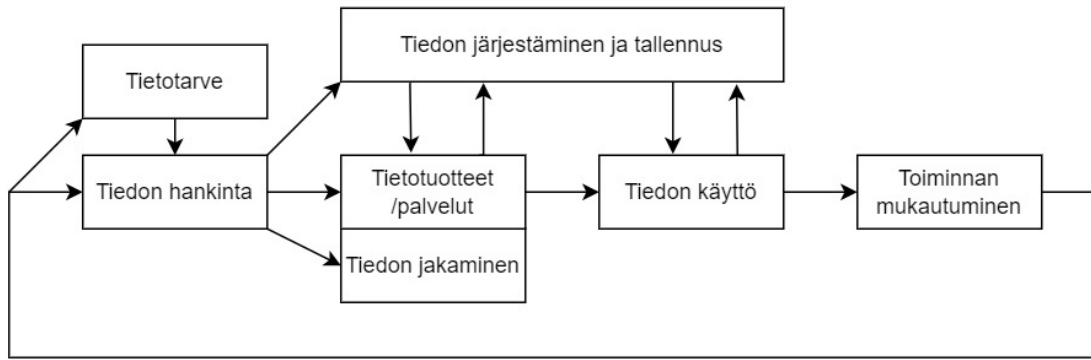 Tiedon järjestäminen ja tallennus
Tietotarve
Tiedon hankinta
Tietotuotteet
/palvelut
Tiedon jakaminen
Tiedon käyttö
Toiminnan
mukautuminen